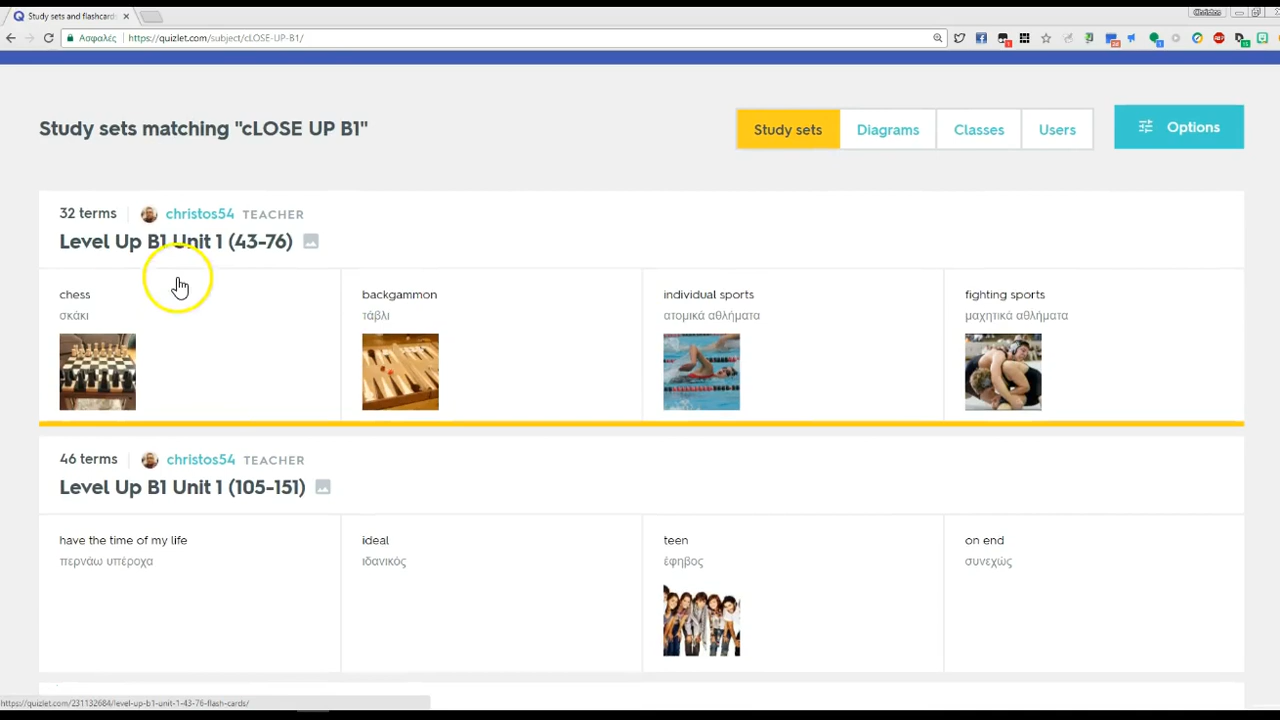 Study sets and flashcard
Christos
Ασφαλές https://quizlet.com/subject/cLOSE-UP-B1/
Study sets matching "cLOSE UP B1"
Study sets Diagrams Classes Users Options
32 terms christos54 TEACHER
Level Up B1 Unit 1 (43-76)
chess backgammon individual sports fighting sports
σκάκι τάβλι ατομικά αθλήματα μαχητικά αθλήματα
46 terms christos54 TEACHER
Level Up B1 Unit 1 (105-151)
have the time of my life ideal teen on end
περνάω υπέροχα ιδανικός έφηβος συνεχώς
https://quizlet.com/231132684/level-up-b1-unit-1-43-76-flash-cards/